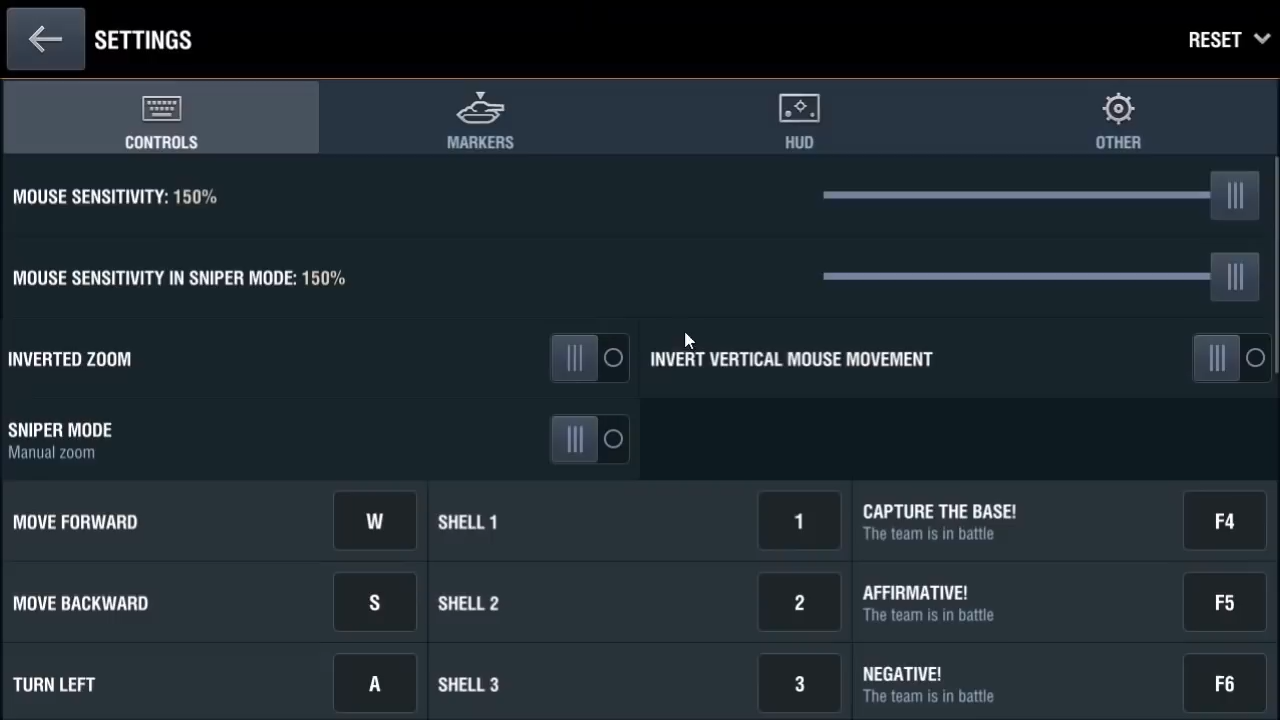 SETTINGS
RESET
CONTROLS
MARKERS
HUD
OTHER
MOUSE SENSITIVITY: 150%
MOUSE SENSITIVITY IN SNIPER MODE: 150%
INVERTED ZOOM
INVERT VERTICAL MOUSE MOVEMENT
SNIPER MODE
Manual zoom
MOVE FORWARD
W
SHELL 1
1
CAPTURE THE BASE!
The team is in battle
F4
MOVE BACKWARD
S
SHELL 2
2
AFFIRMATIVE!
The team is in battle
F5
TURN LEFT
A
SHELL 3
3
NEGATIVE!
The team is in battle
F6